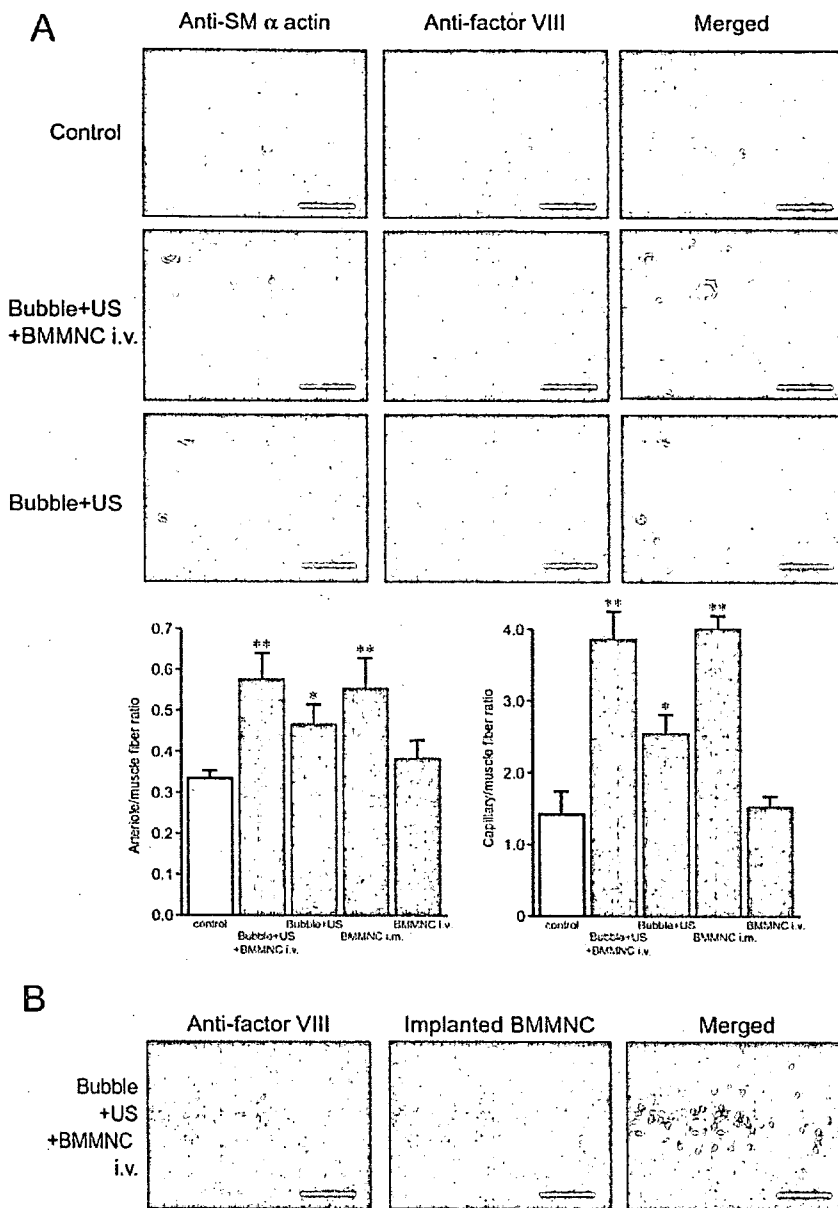 A
Anti-SM α actin
Anti-factor VIII
Merged
Control
Bubble+US
+BMMNC i.v.
Bubble+US
0.7
0.6
0.5
0.4
0.3
0.2
0.1
0.0
Arteriole/muscle fiber ratio
**
*
**
control
Bubble+US
+BMMNC i.v.
Bubble+US
BMMNC i.m.
BMMNC i.v.
4.0
3.0
2.0
1.0
0
Capillary/muscle fiber ratio
**
*
**
control
Bubble+US
+BMMNC i.v.
Bubble+US
BMMNC i.m.
BMMNC i.v.
B
Anti-factor VIII
Implanted BMMNC
Merged
Bubble
+US
+BMMNC
i.v.